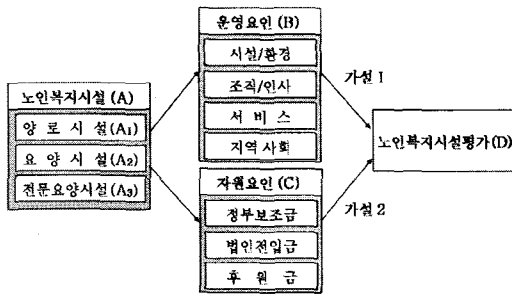 운영요인 (B)
시설/환경
조직/인사
서 비 스
지역사회
노인복지시설 (A)
양 로 시 설(A₁)
요 양 시 설(A₂)
전문요양시설(A₃)
자원요인 (C)
정부보조금
법인전입금
후 원 금
가설 1
가설 2
노인복지시설평가(D)